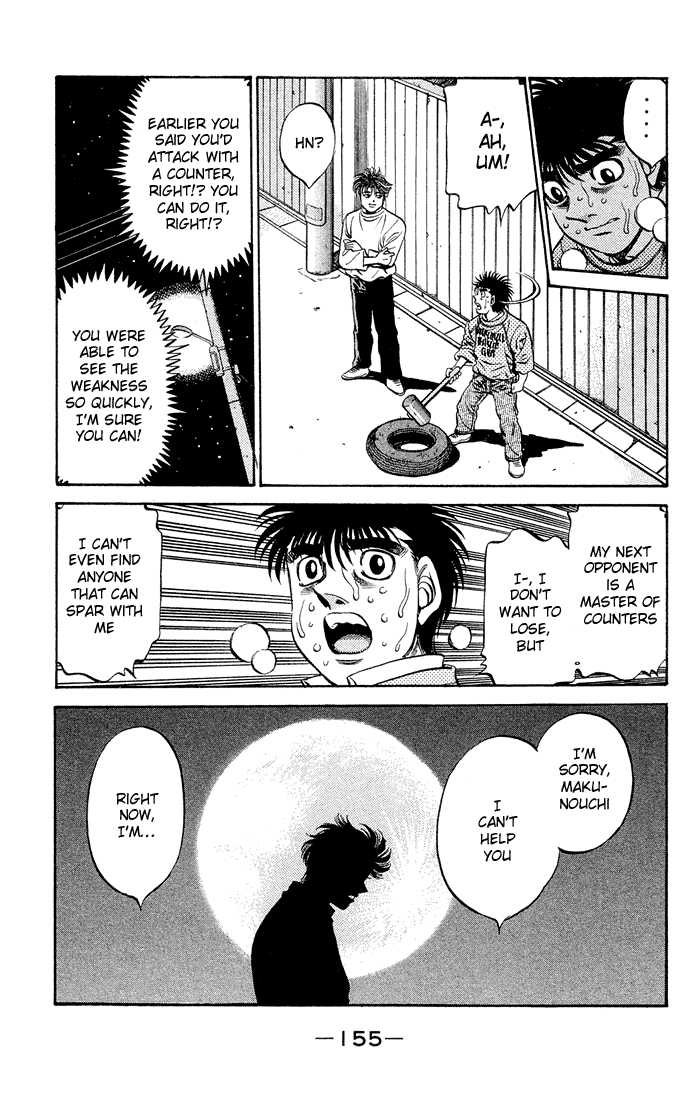 ....
A-,
AH,
UM!
HN?
EARLIER YOU
SAID YOU'D
ATTACK WITH
A COUNTER,
RIGHT!? YOU
CAN DO IT,
RIGHT!?
YOU WERE
ABLE TO
SEE THE
WEAKNESS
SO QUICKLY,
I'M SURE
YOU CAN!
MY NEXT
OPPONENT
IS A
MASTER OF
COUNTERS
I-, I
DON'T
WANT TO
LOSE,
BUT
I CAN'T
EVEN FIND
ANYONE
THAT CAN
SPAR WITH
ME
I'M
SORRY,
MAKU-
NOUCHI
I
CAN'T
HELP
YOU
RIGHT
NOW,
I'M...
—155—